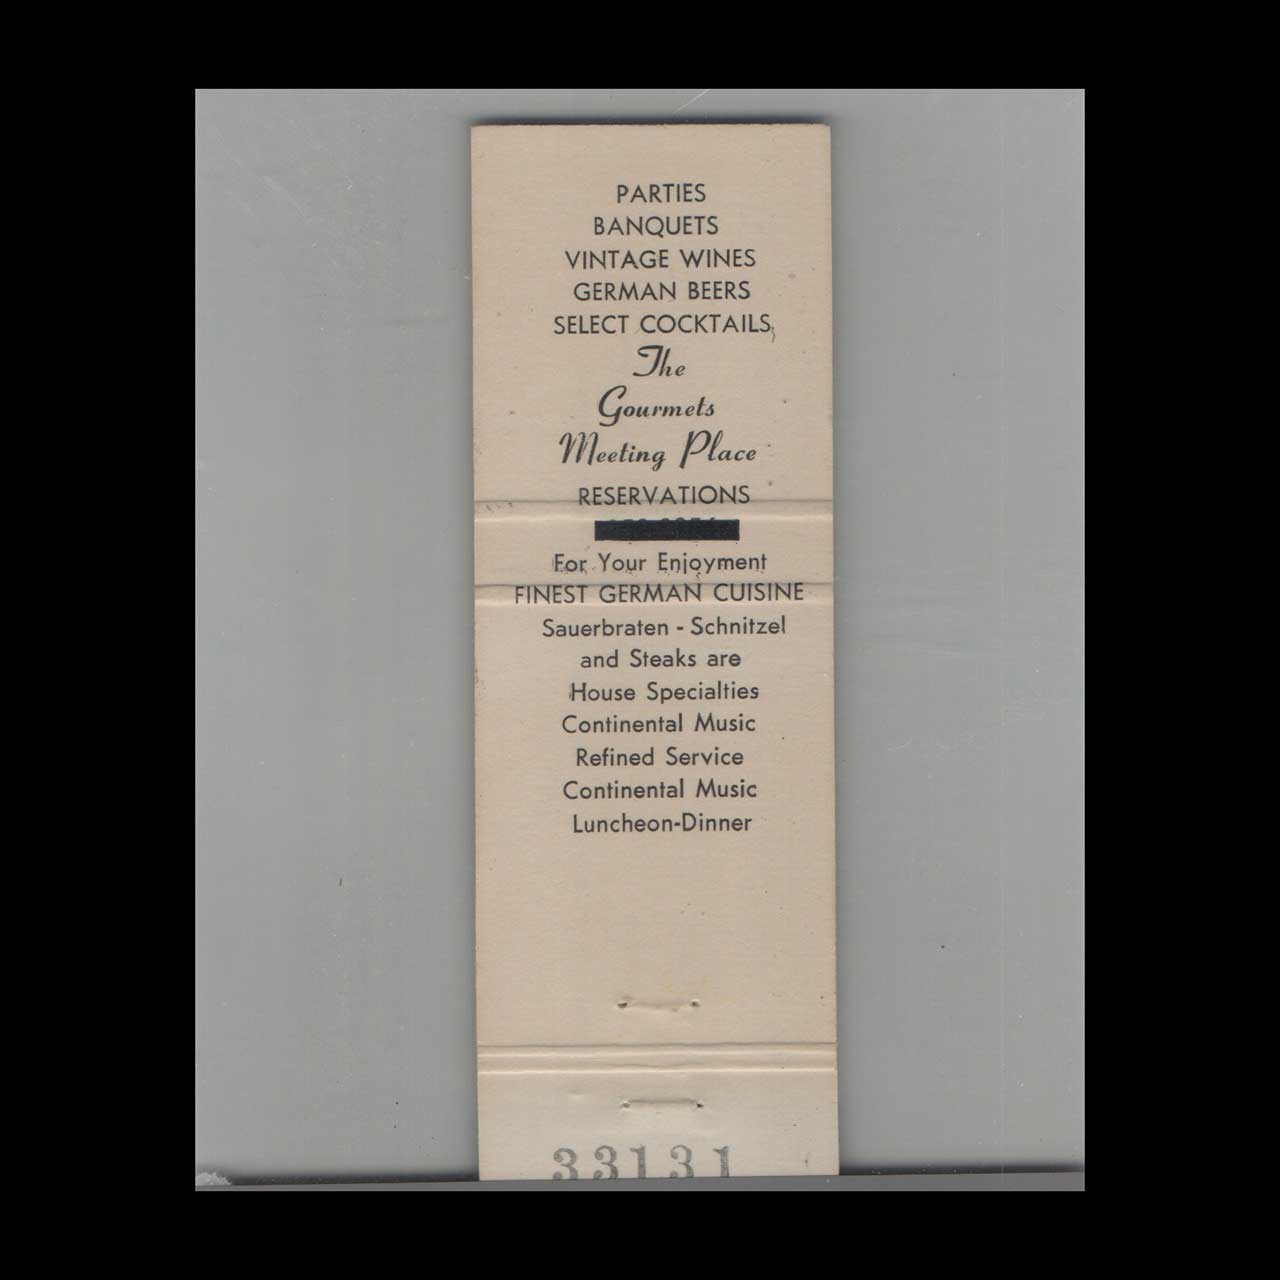 PARTIES
BANQUETS
VINTAGE WINES
GERMAN BEERS
SELECT COCKTAILS
The
Gourmets
Meeting Place
RESERVATIONS
For Your Enjoyment
FINEST GERMAN CUISINE
Sauerbraten - Schnitzel
and Steaks are
House Specialties
Continental Music
Refined Service
Continental Music
Luncheon-Dinner
33131